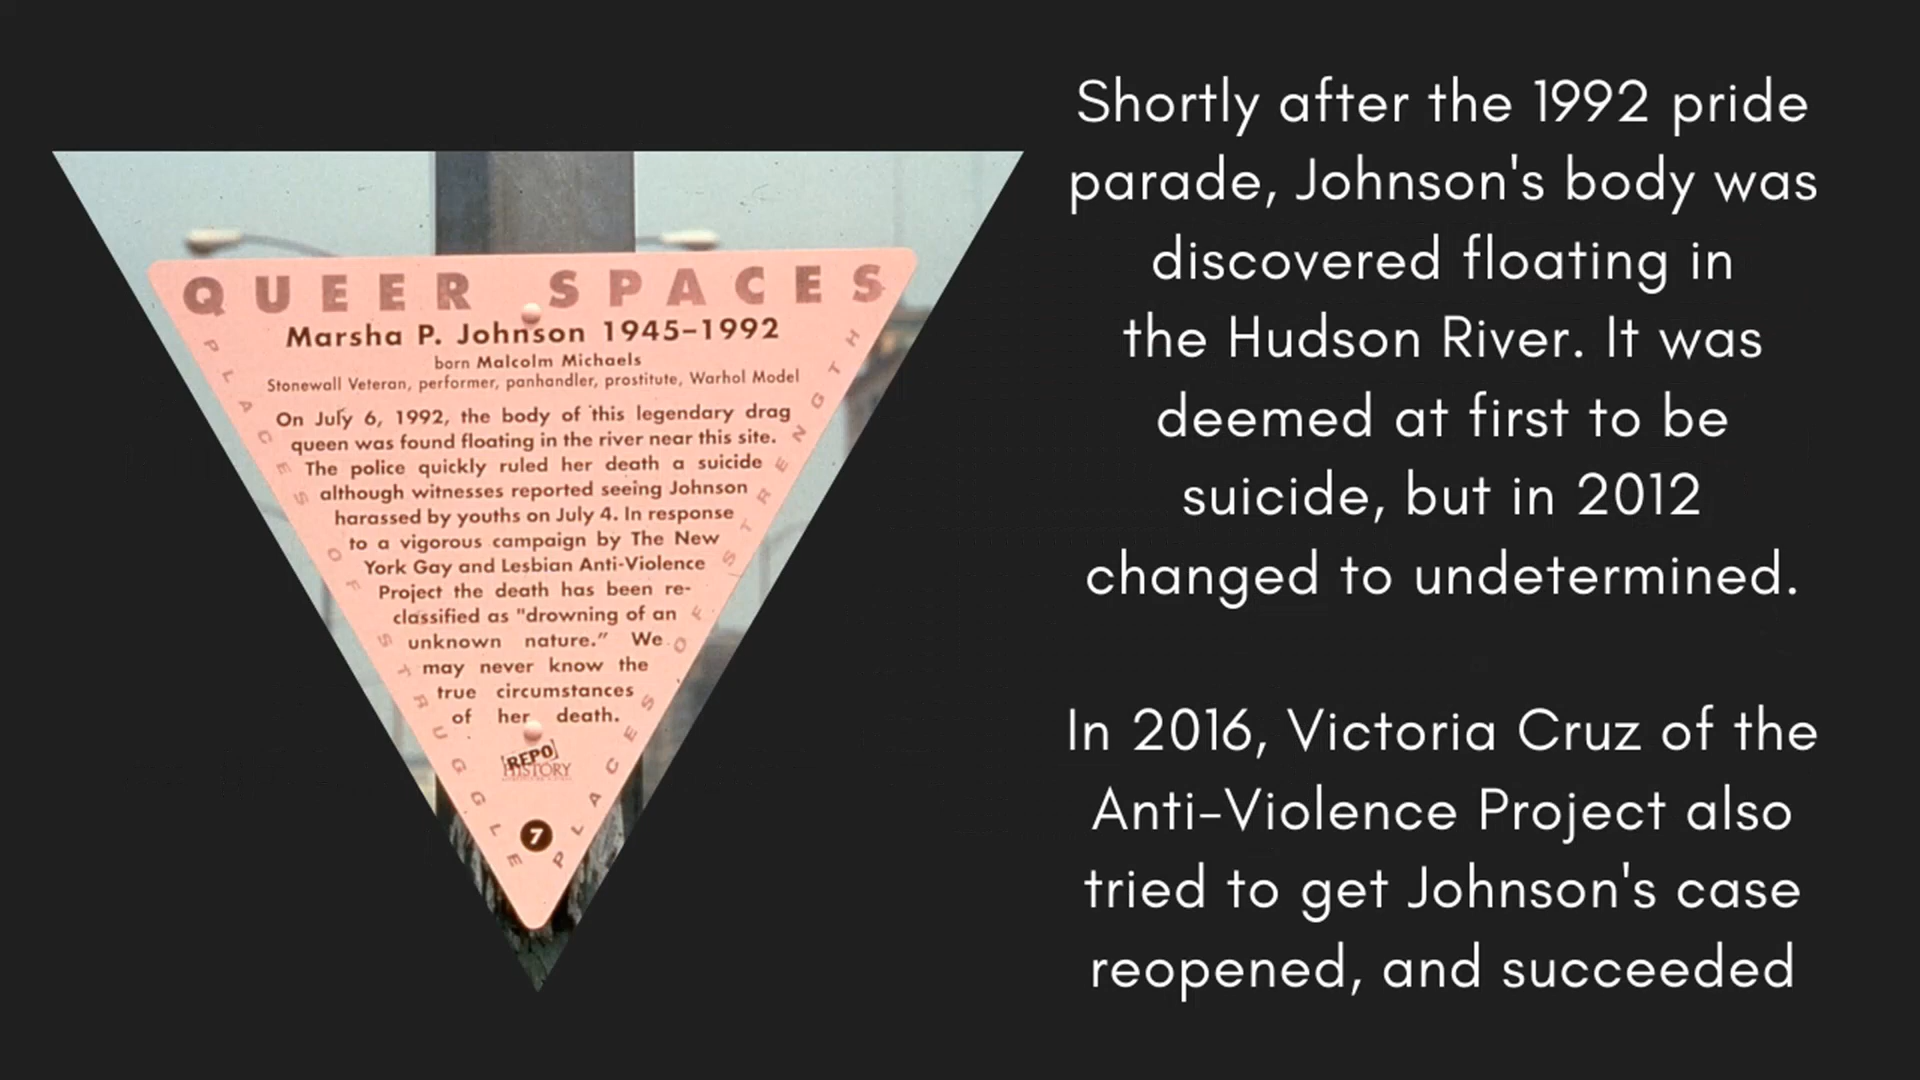 QUEER SPACES
Marsha P. Johnson 1945-1992
born Malcolm Michaels
Stonewall Veteran, performer, panhandler, prostitute, Warhol Model
On July 6, 1992, the body of this legendary drag
queen was found floating in the river near this site.
The police quickly ruled her death a suicide
although witnesses reported seeing Johnson
harassed by youths on July 4. In response
to a vigorous campaign by The New
York Gay and Lesbian Anti-Violence
Project the death has been re-
classified as "drowning of an
unknown nature." We
may never know the
true circumstances
of her death.
REPO
HISTORY
7
PLACES OF STRUGGLE
PLACES OF STRENGTH
Shortly after the 1992 pride
parade, Johnson's body was
discovered floating in
the Hudson River. It was
deemed at first to be
suicide, but in 2012
changed to undetermined.
In 2016, Victoria Cruz of the
Anti-Violence Project also
tried to get Johnson's case
reopened, and succeeded